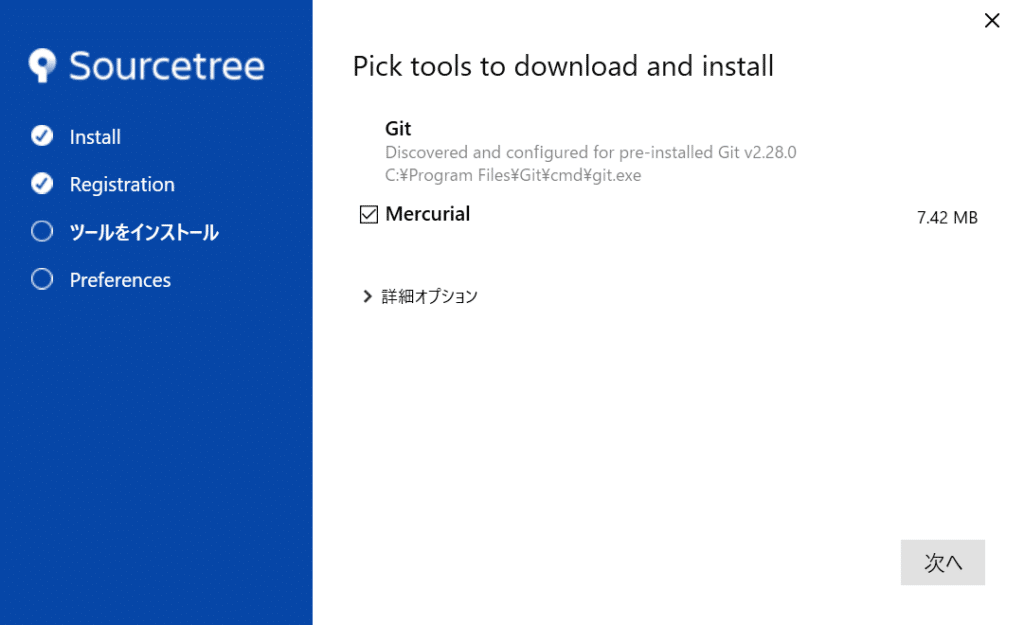 Sourcetree
Install
Registration
ツールをインストール
Preferences
Pick tools to download and install
Git
Discovered and configured for pre-installed Git v2.28.0
C:¥Program Files¥Git¥cmd¥git.exe
Mercurial
7.42 MB
詳細オプション
次へ